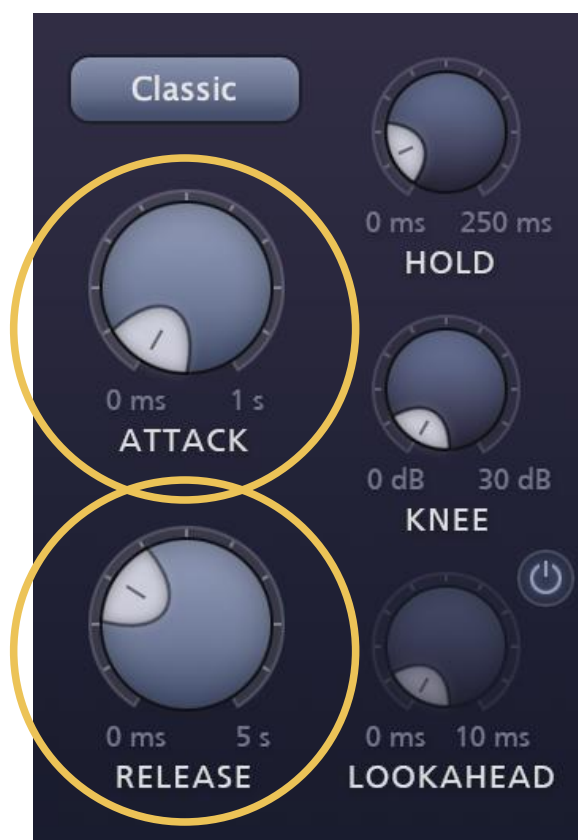 Classic
0 ms 250 ms
HOLD
0 ms 1 s
ATTACK
0 dB 30 dB
KNEE
0 ms 5 s
RELEASE
0 ms 10 ms
LOOKAHEAD